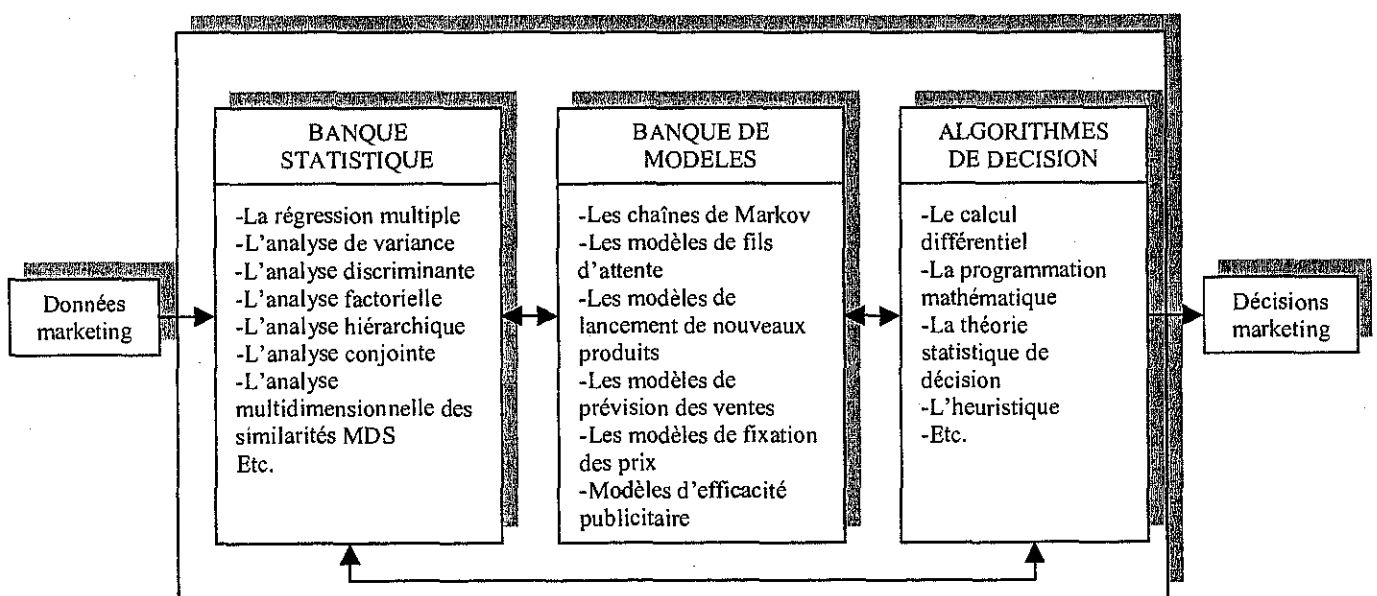 Données
marketing
BANQUE
STATISTIQUE
-La régression multiple
-L'analyse de variance
-L'analyse discriminante
-L'analyse factorielle
-L'analyse hiérarchique
-L'analyse conjointe
-L'analyse
multidimensionnelle des
similarités MDS
Etc.
BANQUE DE
MODELES
-Les chaînes de Markov
-Les modèles de fils
d'attente
-Les modèles de
lancement de nouveaux
produits
-Les modèles de
prévision des ventes
-Les modèles de fixation
des prix
-Modèles d'efficacité
publicitaire
ALGORITHMES
DE DECISION
-Le calcul
différentiel
-La programmation
mathématique
-La théorie
statistique de
décision
-L'heuristique
-Etc.
Décisions
marketing